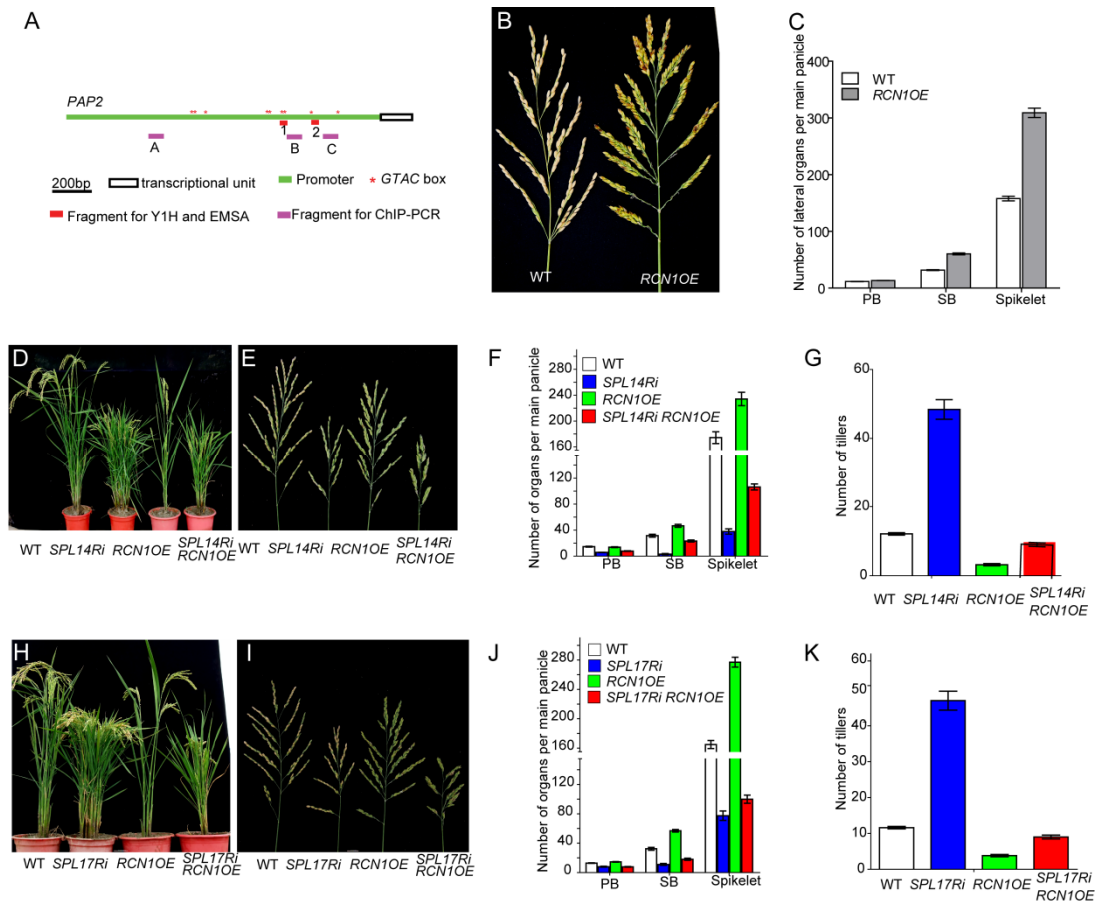 A
PAP2
** * ** ** * *
1 2
A B C
200bp transcriptional unit Promoter * GTAC box
Fragment for Y1H and EMSA Fragment for ChIP-PCR
B
WT RCN1OE
C
Number of lateral organs per main panicle
400
300
200
100
0
WT
RCN1OE
PB SB Spikelet
D
WT SPL14Ri RCN1OE SPL14Ri RCN1OE
E
WT SPL14Ri RCN1OE SPL14Ri RCN1OE
F
Number of organs per main panicle
280
240
200
160
120
80
40
0
WT
SPL14Ri
RCN1OE
SPL14Ri RCN1OE
PB SB Spikelet
G
Number of tillers
60
40
20
0
WT SPL14Ri RCN1OE SPL14Ri RCN1OE
H
WT SPL17Ri RCN1OE SPL17Ri RCN1OE
I
WT SPL17Ri RCN1OE SPL17Ri RCN1OE
J
Number of organs per main panicle
280
240
200
160
120
80
40
0
WT
SPL17Ri
RCN1OE
SPL17Ri RCN1OE
PB SB Spikelet
K
Number of tillers
60
50
40
20
10
0
WT SPL17Ri RCN1OE SPL17Ri RCN1OE